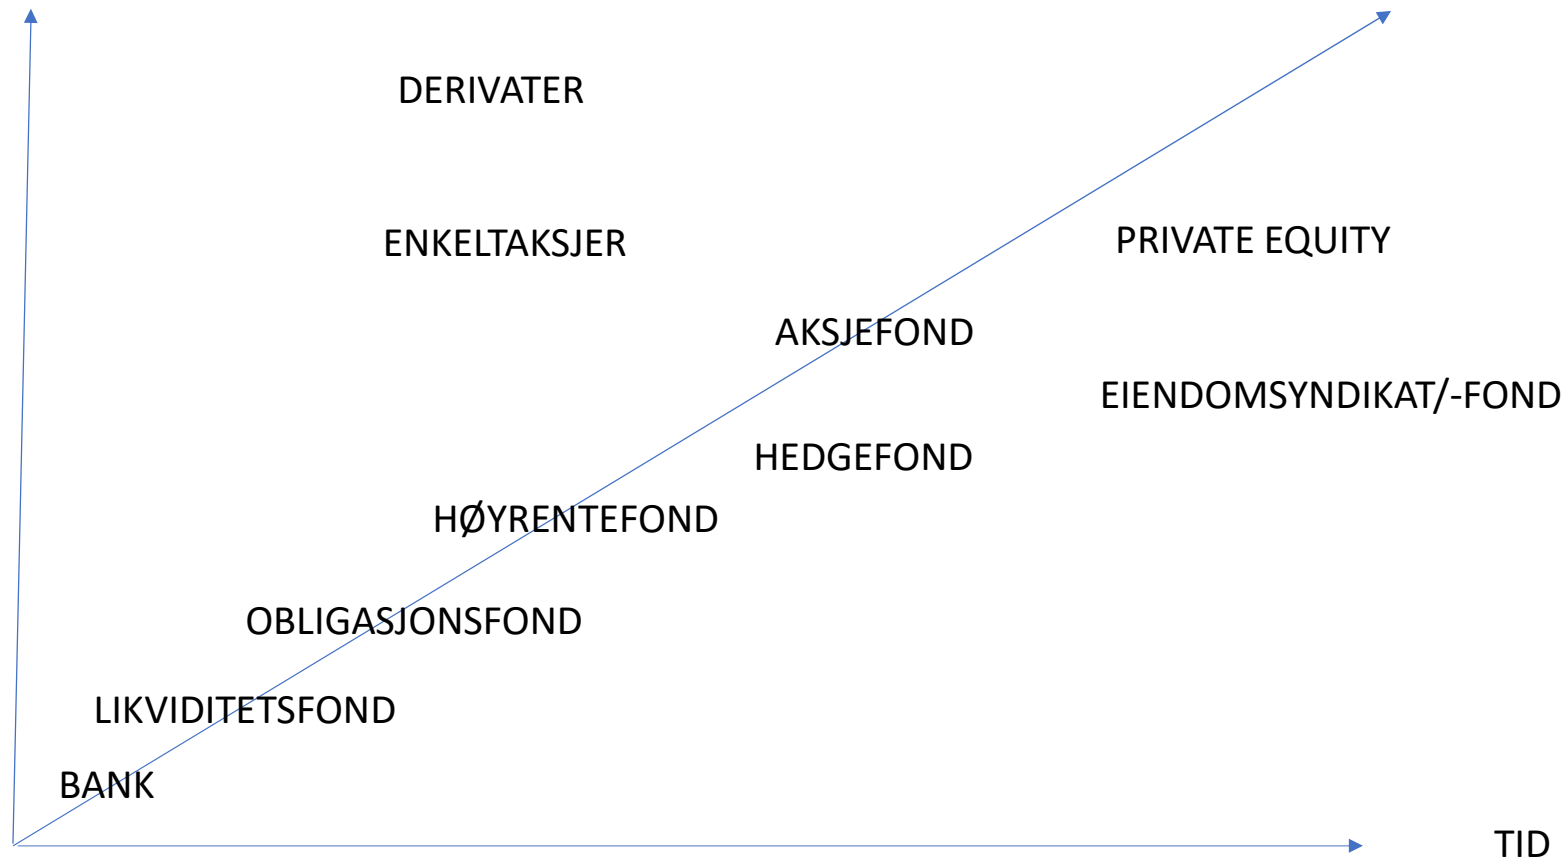 DERIVATER
ENKELTAKSJER
PRIVATE EQUITY
AKSJEFOND
EIENDOMSYNDIKAT/-FOND
HEDGEFOND
HØYRENTEFOND
OBLIGASJONSFOND
LIKVIDITETSFOND
BANK
TID